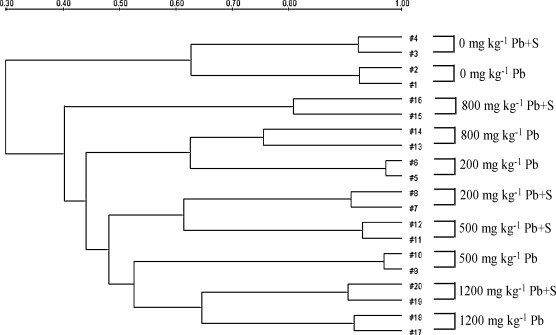 0.30 0.40 0.50 0.60 0.80 1.00
#4
0 mg kg-1 Pb+S
#3
#2
0 mg kg-1 Pb
#1
#16
800 mg kg-1 Pb+S
#15
#14
800 mg kg-1 Pb
#13
#6
200 mg kg-1 Pb
#5
#8
200 mg kg-1 Pb+S
#7
#12
500 mg kg-1 Pb+S
#11
#10
500 mg kg-1 Pb
#9
#20
1200 mg kg-1 Pb+S
#19
#18
1200 mg kg-1 Pb
#17